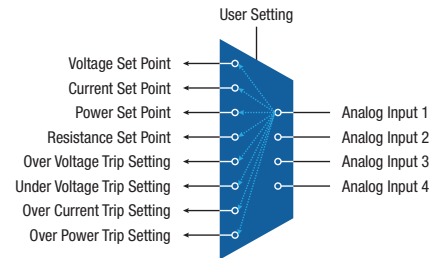 User Setting
Voltage Set Point
Current Set Point
Power Set Point
Resistance Set Point
Over Voltage Trip Setting
Under Voltage Trip Setting
Over Current Trip Setting
Over Power Trip Setting
Analog Input 1
Analog Input 2
Analog Input 3
Analog Input 4